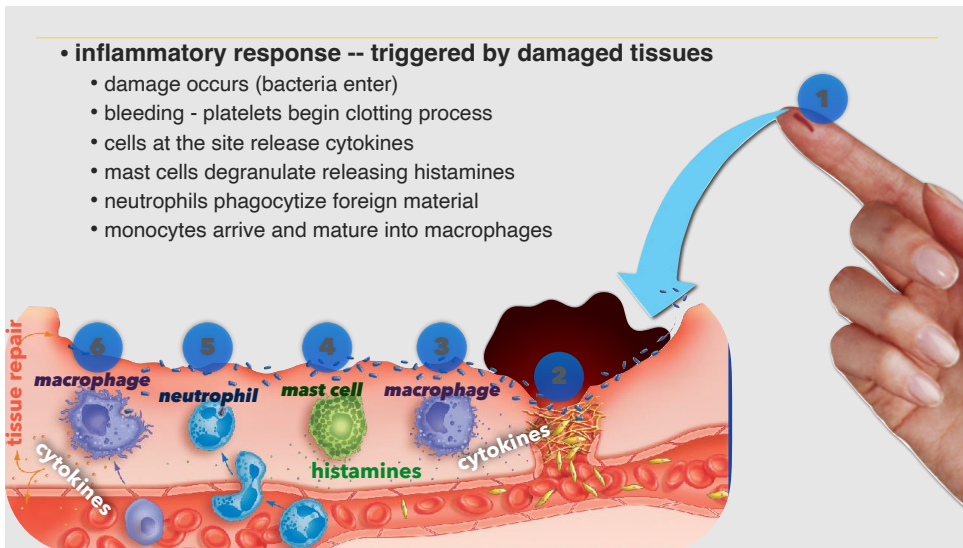 • inflammatory response -- triggered by damaged tissues
• damage occurs (bacteria enter)
• bleeding - platelets begin clotting process
• cells at the site release cytokines
• mast cells degranulate releasing histamines
• neutrophils phagocytize foreign material
• monocytes arrive and mature into macrophages
1
6
5
4
3
2
macrophage
neutrophil
mast cell
macrophage
tissue repair
cytokines
histamines
cytokines